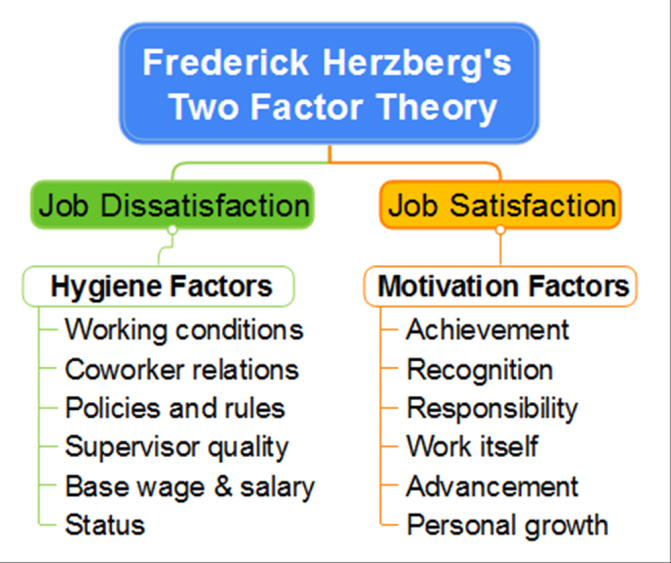 Frederick Herzberg's
Two Factor Theory
Job Dissatisfaction
Job Satisfaction
Hygiene Factors
Working conditions
Coworker relations
Policies and rules
Supervisor quality
Base wage & salary
Status
Motivation Factors
Achievement
Recognition
Responsibility
Work itself
Advancement
Personal growth